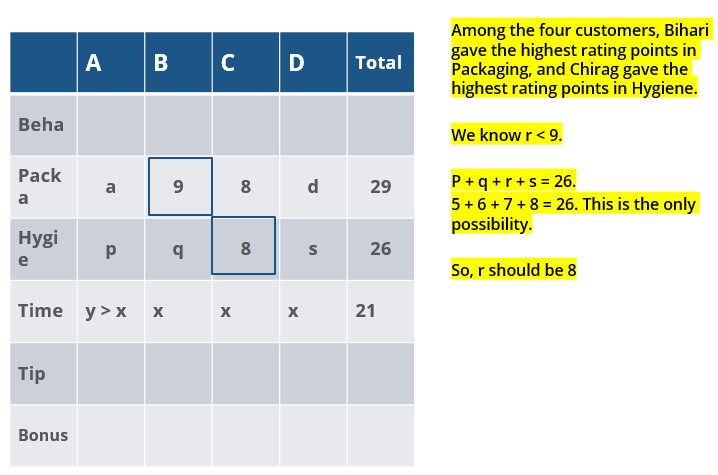 A B C D Total
Beha
Pack
a a 9 8 d 29
Hygi
e p q 8 s 26
Time y > x x x x 21
Tip
Bonus
Among the four customers, Bihari
gave the highest rating points in
Packaging, and Chirag gave the
highest rating points in Hygiene.
We know r < 9.
P + q + r + s = 26.
5 + 6 + 7 + 8 = 26. This is the only
possibility.
So, r should be 8